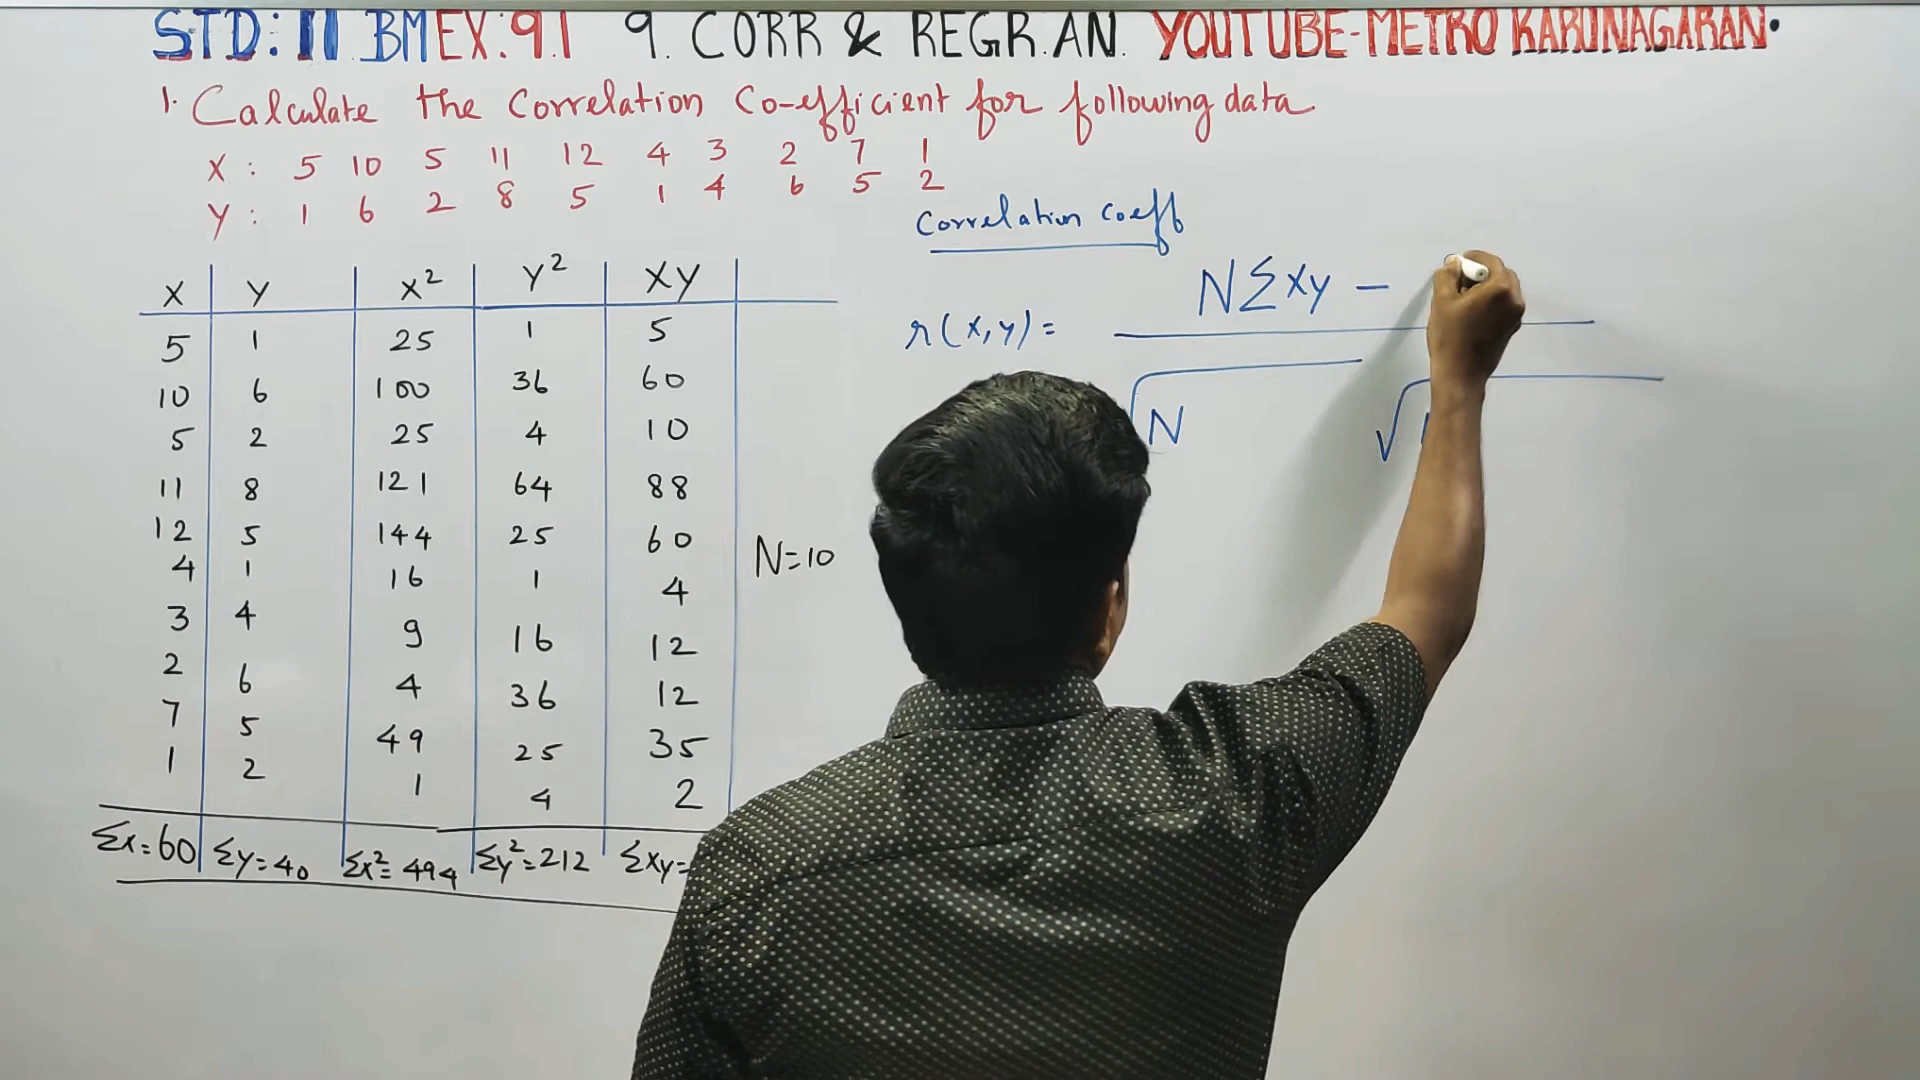 STD: 11 BM EX: 9.1 9. CORR & REGR. AN. YOUTUBE-METRO KARUNAGARAN.
1. Calculate the Correlation Co-efficient for following data
X : 5 10 5 11 12 4 3 2 7 1
Y : 1 6 2 8 5 1 4 6 5 2
Correlation Coeff
r(x,y) = N Σxy -
√N √
X Y X² Y² XY
5 1 25 1 5
10 6 100 36 60
5 2 25 4 10
11 8 121 64 88
12 5 144 25 60
N=10
4 1 16 1 4
3 4 9 16 12
2 6 4 36 12
7 5 49 25 35
1 2 1 4 2
Σx=60 Σy=40 Σx²=494 Σy²=212 Σxy=